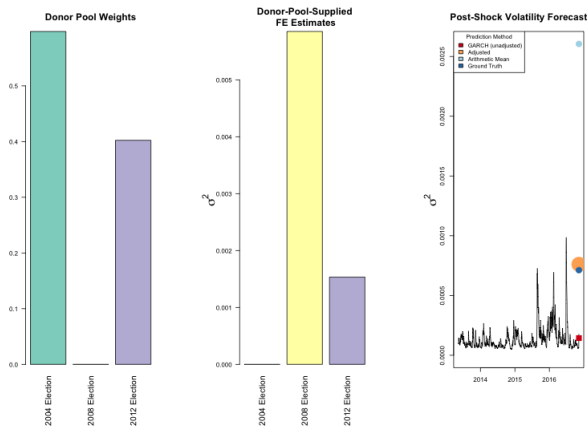 Donor Pool Weights
0.5
0.4
0.3
0.2
0.1
0.0
2004 Election
2008 Election
2012 Election
Donor-Pool-Supplied
FE Estimates
σ²
0.005
0.004
0.003
0.002
0.001
0.000
2004 Election
2008 Election
2012 Election
Post-Shock Volatility Forecast
Prediction Method
GARCH (unadjusted)
Adjusted
Arithmetic Mean
Ground Truth
σ²
0.0025
0.0020
0.0015
0.0010
0.0005
0.0000
2014
2015
2016